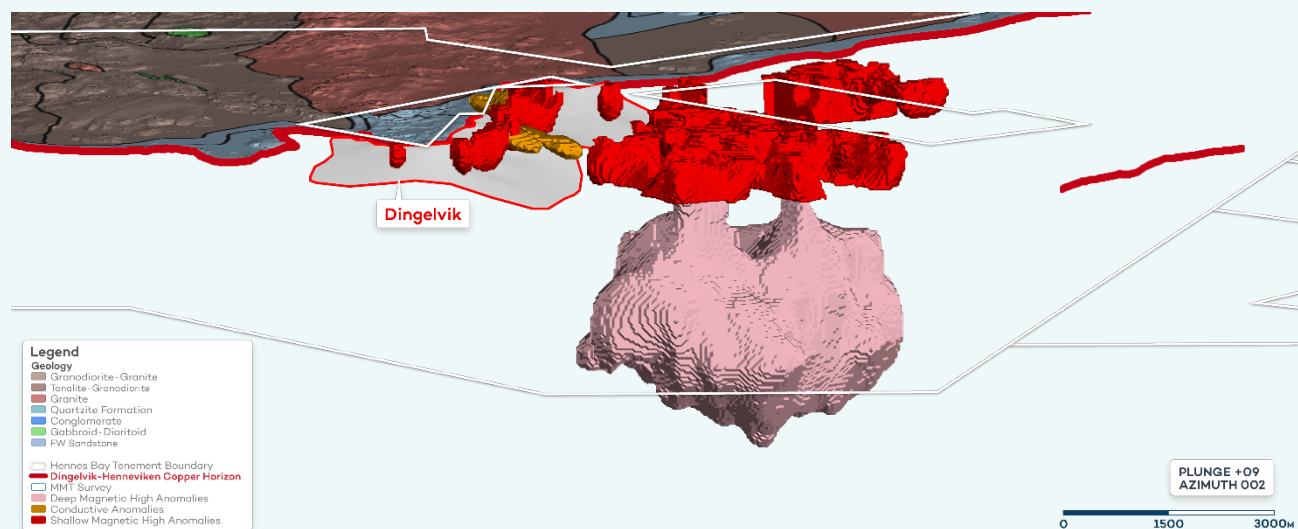 Dingelvik
Legend
Geology
Granodiorite-Granite
Tonalite-Granodiorite
Granite
Quartzite Formation
Conglomerate
Gabbroid-Dioritoid
FW Sandstone
Hennes Bay Tenement Boundary
Dingelvik-Henneviken Copper Horizon
MMT Survey
Deep Magnetic High Anomalies
Conductive Anomalies
Shallow Magnetic High Anomalies
PLUNGE +09
AZIMUTH 002
0 1500 3000M